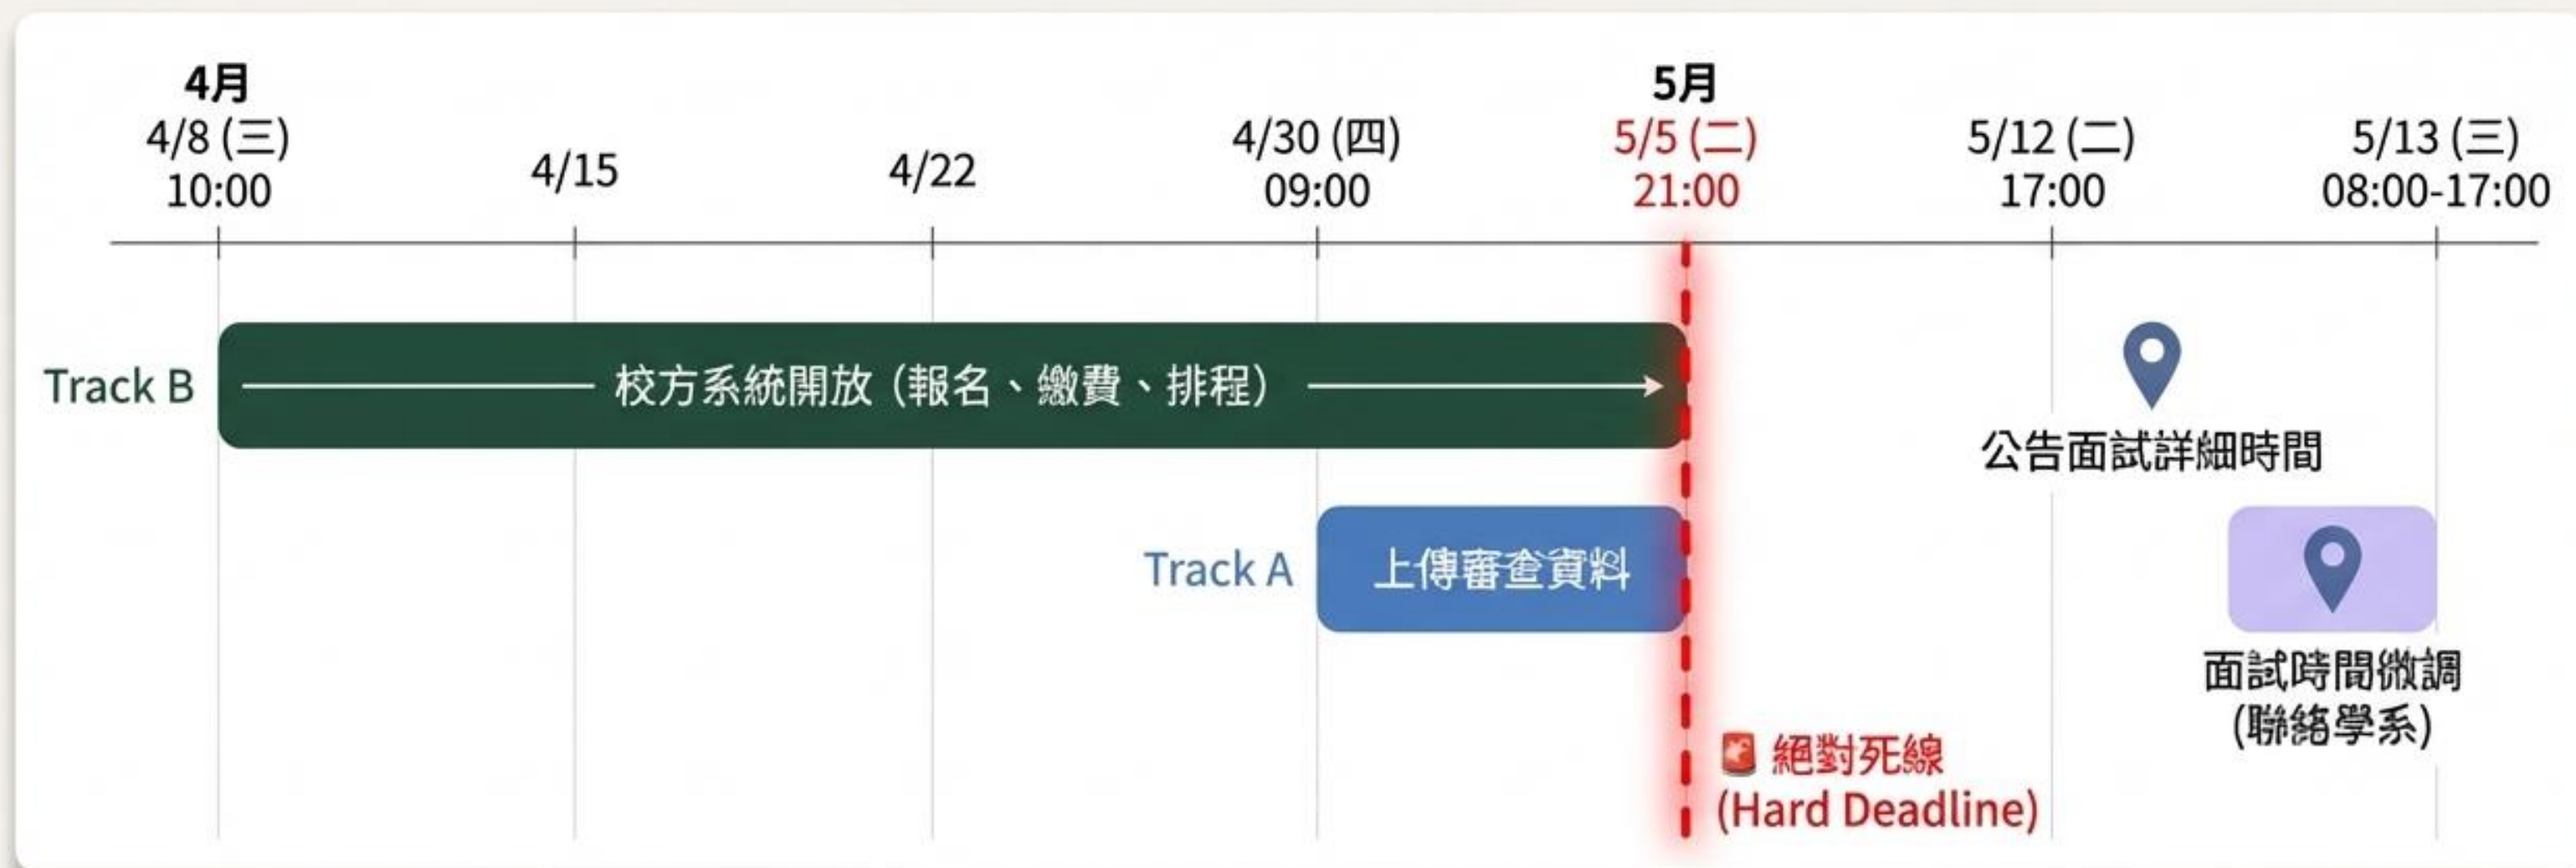 4月
4/8 (三)
10:00
4/15
4/22
4/30 (四)
09:00
5月
5/5 (二)
21:00
5/12 (二)
17:00
5/13 (三)
08:00-17:00
Track B
校方系統開放 (報名、繳費、排程)
公告面試詳細時間
Track A
上傳審查資料
面試時間微調
(聯絡學系)
絕對死線
(Hard Deadline)